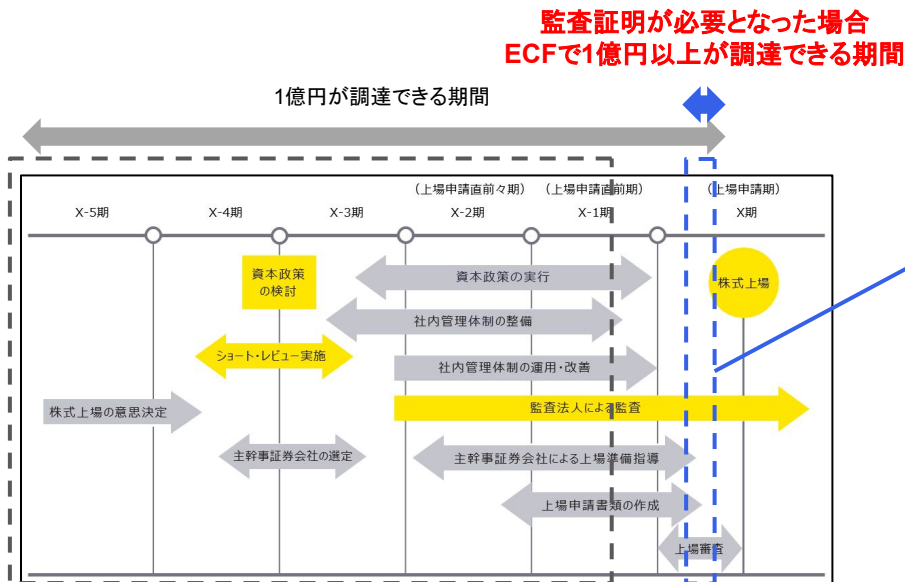 監査証明が必要となった場合
ECFで1億円以上が調達できる期間
1億円が調達できる期間
(上場申請直前々期) (上場申請直前期) (上場申請期)
X-5期 X-4期 X-3期 X-2期 X-1期 X期
資本政策
の検討
資本政策の実行
株式上場
社内管理体制の整備
ショート・レビュー実施
社内管理体制の運用・改善
株式上場の意思決定
監査法人による監査
主幹事証券会社の選定
主幹事証券会社による上場準備指導
上場申請書類の作成
上場審査